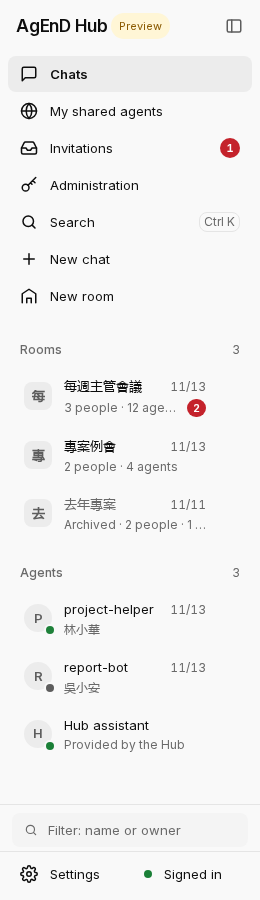 AgEnD Hub Preview
Chats
My shared agents
Invitations 1
Administration
Search Ctrl K
New chat
New room
Rooms 3
每 每週主管會議 11/13
3 people · 12 age… 2
專 專案例會 11/13
2 people · 4 agents
去 去年專案 11/11
Archived · 2 people · 1 …
Agents 3
P project-helper 11/13
林小華
R report-bot 11/13
吳小安
H Hub assistant
Provided by the Hub
Filter: name or owner
Settings Signed in